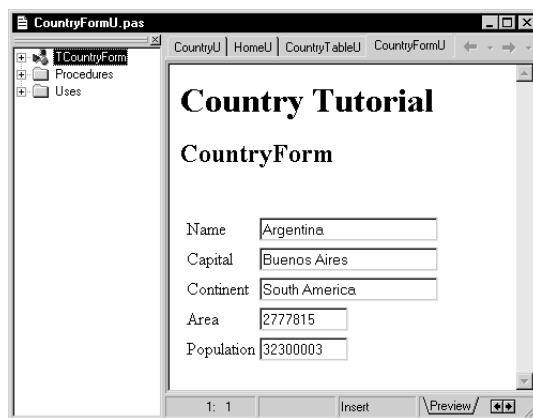 CountryFormU.pas
TCountryForm
Procedures
Uses
CountryU HomeU CountryTableU CountryFormU
Country Tutorial
CountryForm
Name Argentina
Capital Buenos Aires
Continent South America
Area 2777815
Population 32300003
1: 1 Insert Preview